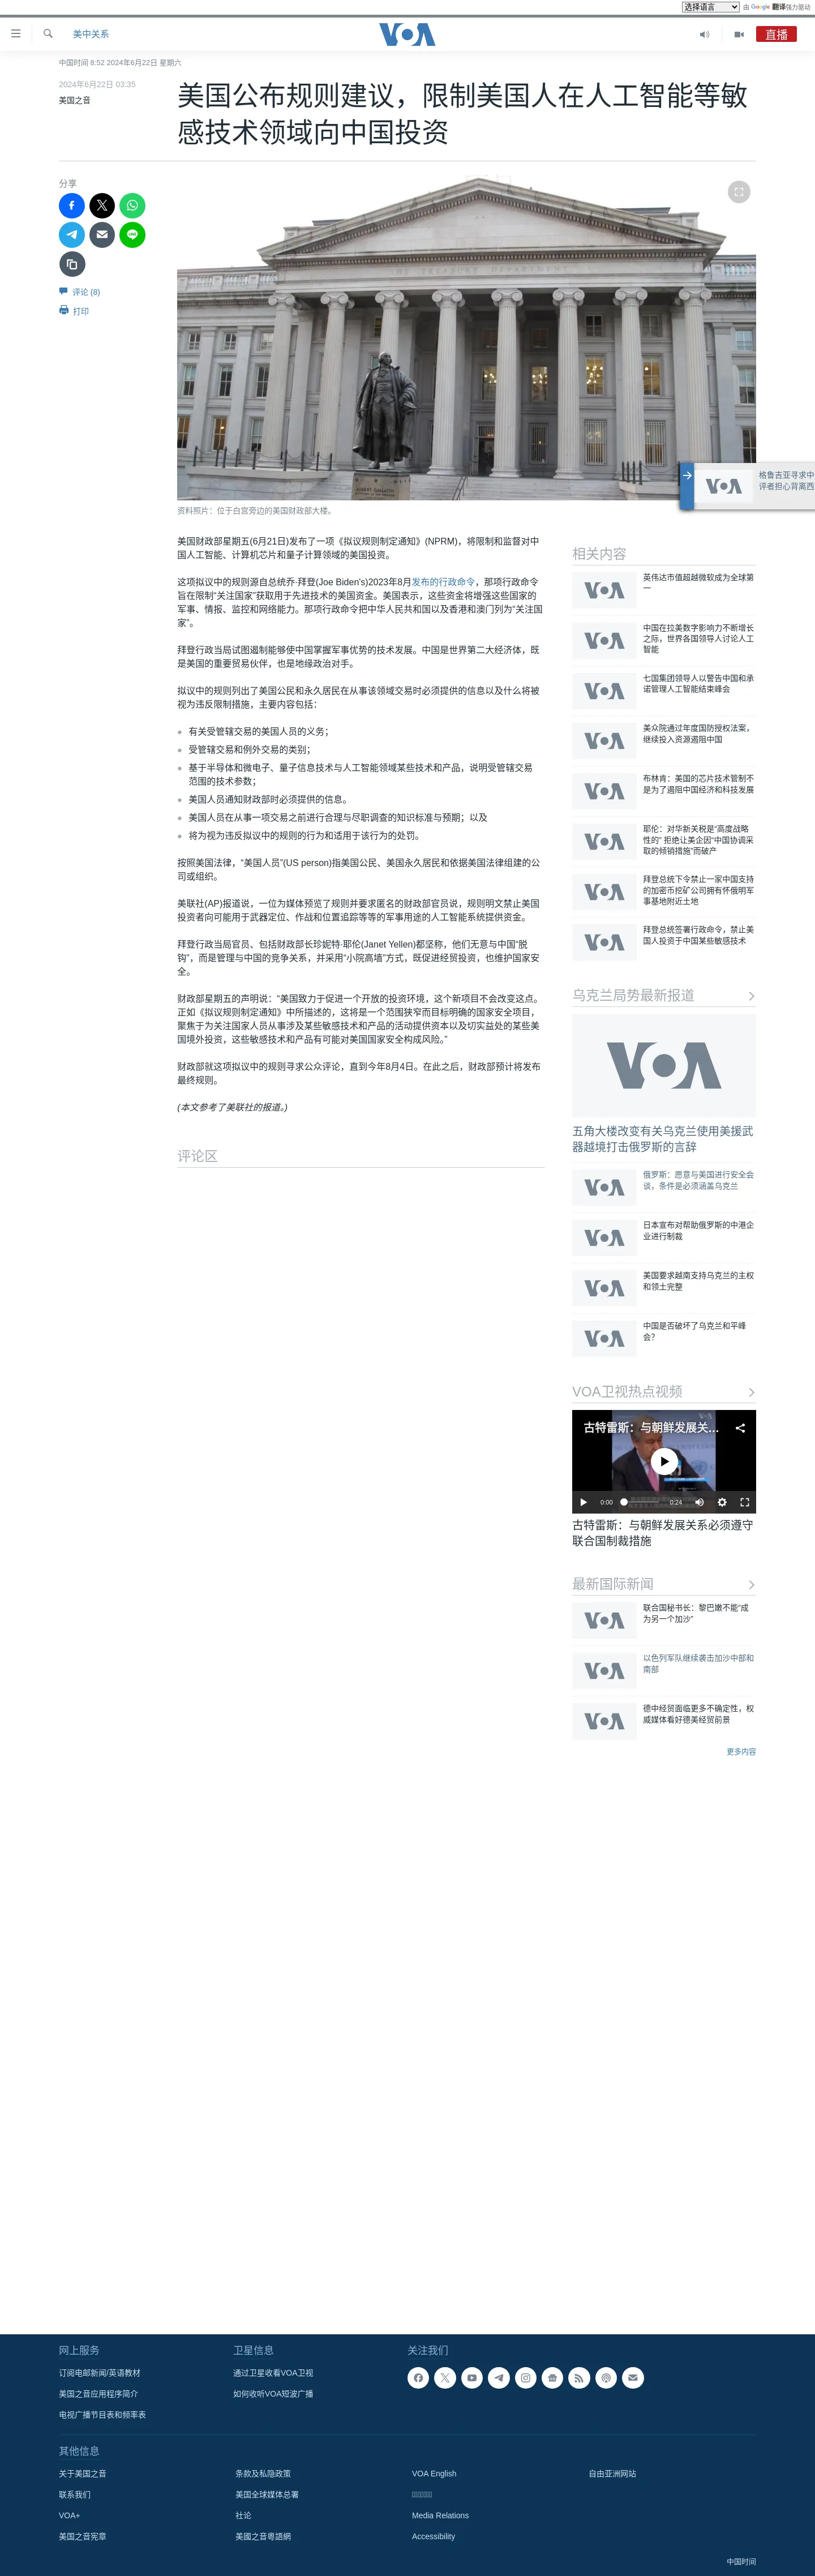 选择语言 由 Google 翻译强力驱动
美中关系
VOA
直播
中国时间 8:52 2024年6月22日 星期六
2024年6月22日 03:35
美国之音
美国公布规则建议，限制美国人在人工智能等敏
感技术领域向中国投资
分享
评论 (8)
打印
资料照片：位于白宫旁边的美国财政部大楼。
格鲁吉亚寻求中
评者担心背离西
美国财政部星期五(6月21日)发布了一项《拟议规则制定通知》(NPRM)，将限制和监督对中
国人工智能、计算机芯片和量子计算领域的美国投资。
这项拟议中的规则源自总统乔·拜登(Joe Biden's)2023年8月发布的行政命令，那项行政命令
旨在限制“关注国家”获取用于先进技术的美国资金。美国表示，这些资金将增强这些国家的
军事、情报、监控和网络能力。那项行政命令把中华人民共和国以及香港和澳门列为“关注国
家”。
拜登行政当局试图遏制能够使中国掌握军事优势的技术发展。中国是世界第二大经济体，既
是美国的重要贸易伙伴，也是地缘政治对手。
拟议中的规则列出了美国公民和永久居民在从事该领域交易时必须提供的信息以及什么将被
视为违反限制措施，主要内容包括：
有关受管辖交易的美国人员的义务；
受管辖交易和例外交易的类别；
基于半导体和微电子、量子信息技术与人工智能领域某些技术和产品，说明受管辖交易
范围的技术参数；
美国人员通知财政部时必须提供的信息。
美国人员在从事一项交易之前进行合理与尽职调查的知识标准与预期；以及
将为视为违反拟议中的规则的行为和适用于该行为的处罚。
按照美国法律，“美国人员”(US person)指美国公民、美国永久居民和依据美国法律组建的公
司或组织。
美联社(AP)报道说，一位为媒体预览了规则并要求匿名的财政部官员说，规则明文禁止美国
投资者向可能用于武器定位、作战和位置追踪等等的军事用途的人工智能系统提供资金。
拜登行政当局官员、包括财政部长珍妮特·耶伦(Janet Yellen)都坚称，他们无意与中国“脱
钩”，而是管理与中国的竞争关系，并采用“小院高墙”方式，既促进经贸投资，也维护国家安
全。
财政部星期五的声明说：“美国致力于促进一个开放的投资环境，这个新项目不会改变这点。
正如《拟议规则制定通知》中所描述的，这将是一个范围狭窄而目标明确的国家安全项目，
聚焦于为关注国家人员从事涉及某些敏感技术和产品的活动提供资本以及切实益处的某些美
国境外投资，这些敏感技术和产品有可能对美国国家安全构成风险。”
财政部就这项拟议中的规则寻求公众评论，直到今年8月4日。在此之后，财政部预计将发布
最终规则。
(本文参考了美联社的报道。)
评论区
相关内容
英伟达市值超越微软成为全球第
一
中国在拉美数字影响力不断增长
之际，世界各国领导人讨论人工
智能
七国集团领导人以警告中国和承
诺管理人工智能结束峰会
美众院通过年度国防授权法案，
继续投入资源遏阻中国
布林肯：美国的芯片技术管制不
是为了遏阻中国经济和科技发展
耶伦：对华新关税是“高度战略
性的” 拒绝让美企因“中国协调采
取的倾销措施”而破产
拜登总统下令禁止一家中国支持
的加密币挖矿公司拥有怀俄明军
事基地附近土地
拜登总统签署行政命令，禁止美
国人投资于中国某些敏感技术
乌克兰局势最新报道
VOA
五角大楼改变有关乌克兰使用美援武
器越境打击俄罗斯的言辞
俄罗斯：愿意与美国进行安全会
谈，条件是必须涵盖乌克兰
日本宣布对帮助俄罗斯的中港企
业进行制裁
美国要求越南支持乌克兰的主权
和领土完整
中国是否破坏了乌克兰和平峰
会？
VOA卫视热点视频
古特雷斯：与朝鲜发展关...
0:00 0:24
古特雷斯：与朝鲜发展关系必须遵守
联合国制裁措施
最新国际新闻
联合国秘书长：黎巴嫩不能“成
为另一个加沙”
以色列军队继续袭击加沙中部和
南部
德中经贸面临更多不确定性，权
威媒体看好德美经贸前景
更多内容
网上服务
订阅电邮新闻/英语教材
美国之音应用程序简介
电视广播节目表和频率表
卫星信息
通过卫星收看VOA卫视
如何收听VOA短波广播
关注我们
其他信息
关于美国之音 条款及私隐政策 VOA English 自由亚洲网站
联系我们 美国全球媒体总署
VOA+ 社论 Media Relations
美国之音宪章 美國之音粵語網 Accessibility
中国时间